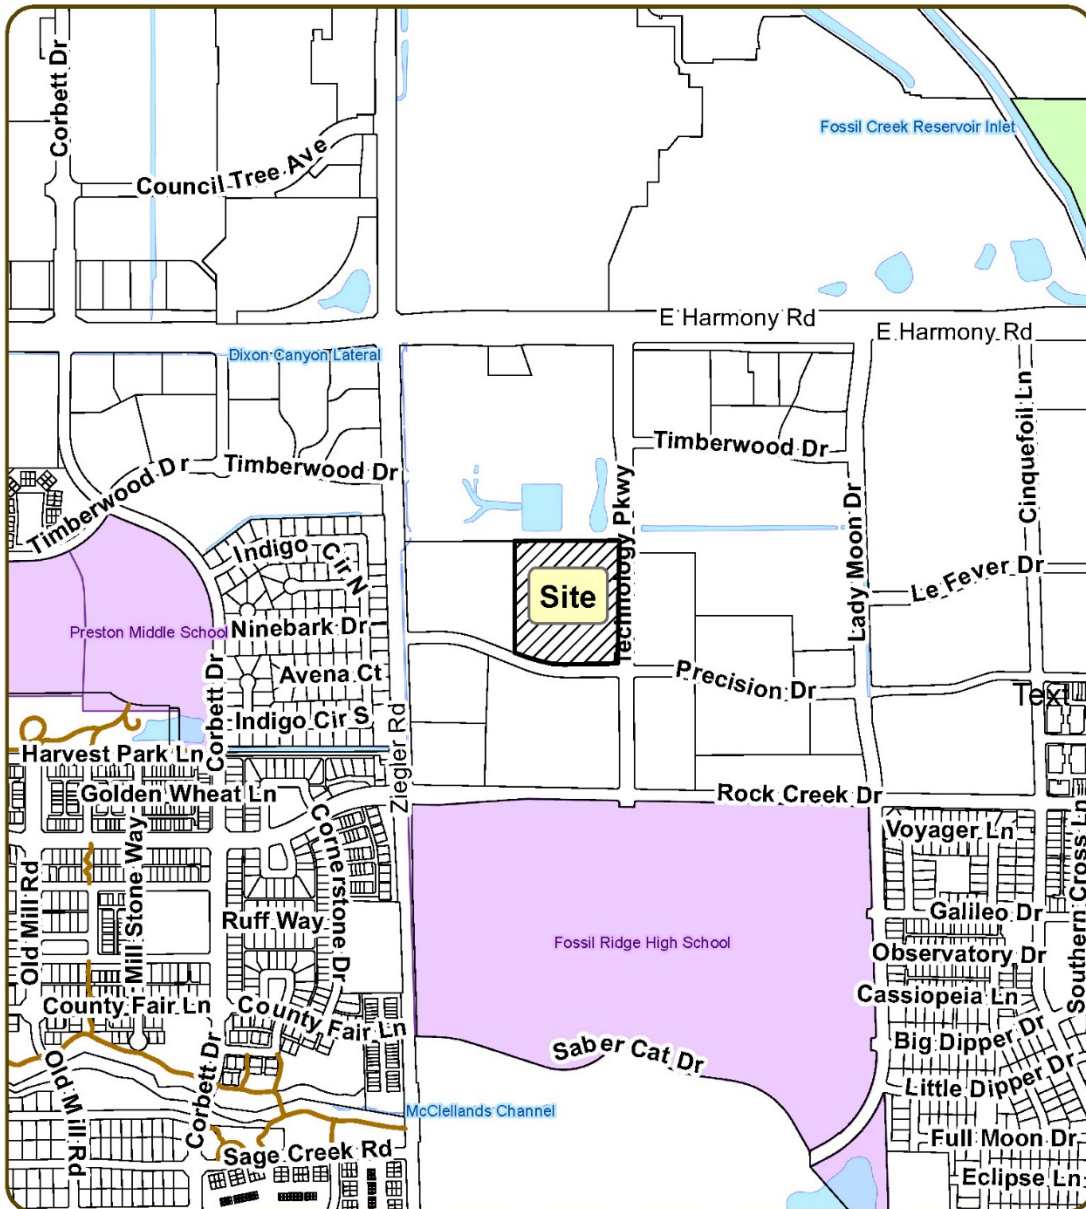 Corbett Dr
Council Tree Ave
Fossil Creek Reservoir Inlet
E Harmony Rd
E Harmony Rd
Dixon Canyon Lateral
Timberwood Dr
Timberwood Dr
Timberwood Dr
Technology Pkwy
Lady Moon Dr
Cinquefoil Ln
Le Fever Dr
Indigo Cir N
Site
Preston Middle School
Ninebark Dr
Avena Ct
Corbett Dr
Indigo Cir S
Precision Dr
Text
Ziegler Rd
Harvest Park Ln
Golden Wheat Ln
Rock Creek Dr
Cornerstone Dr
Voyager Ln
Old Mill Rd
Mill Stone Way
Ruff Way
Galileo Dr
Southern Cross Ln
Fossil Ridge High School
Observatory Dr
Cassiopeia Ln
County Fair Ln
County Fair Ln
Big Dipper Dr
Saber Cat Dr
Little Dipper Dr
Old Mill Rd
Corbett Dr
McClellands Channel
Full Moon Dr
Sage Creek Rd
Eclipse Ln